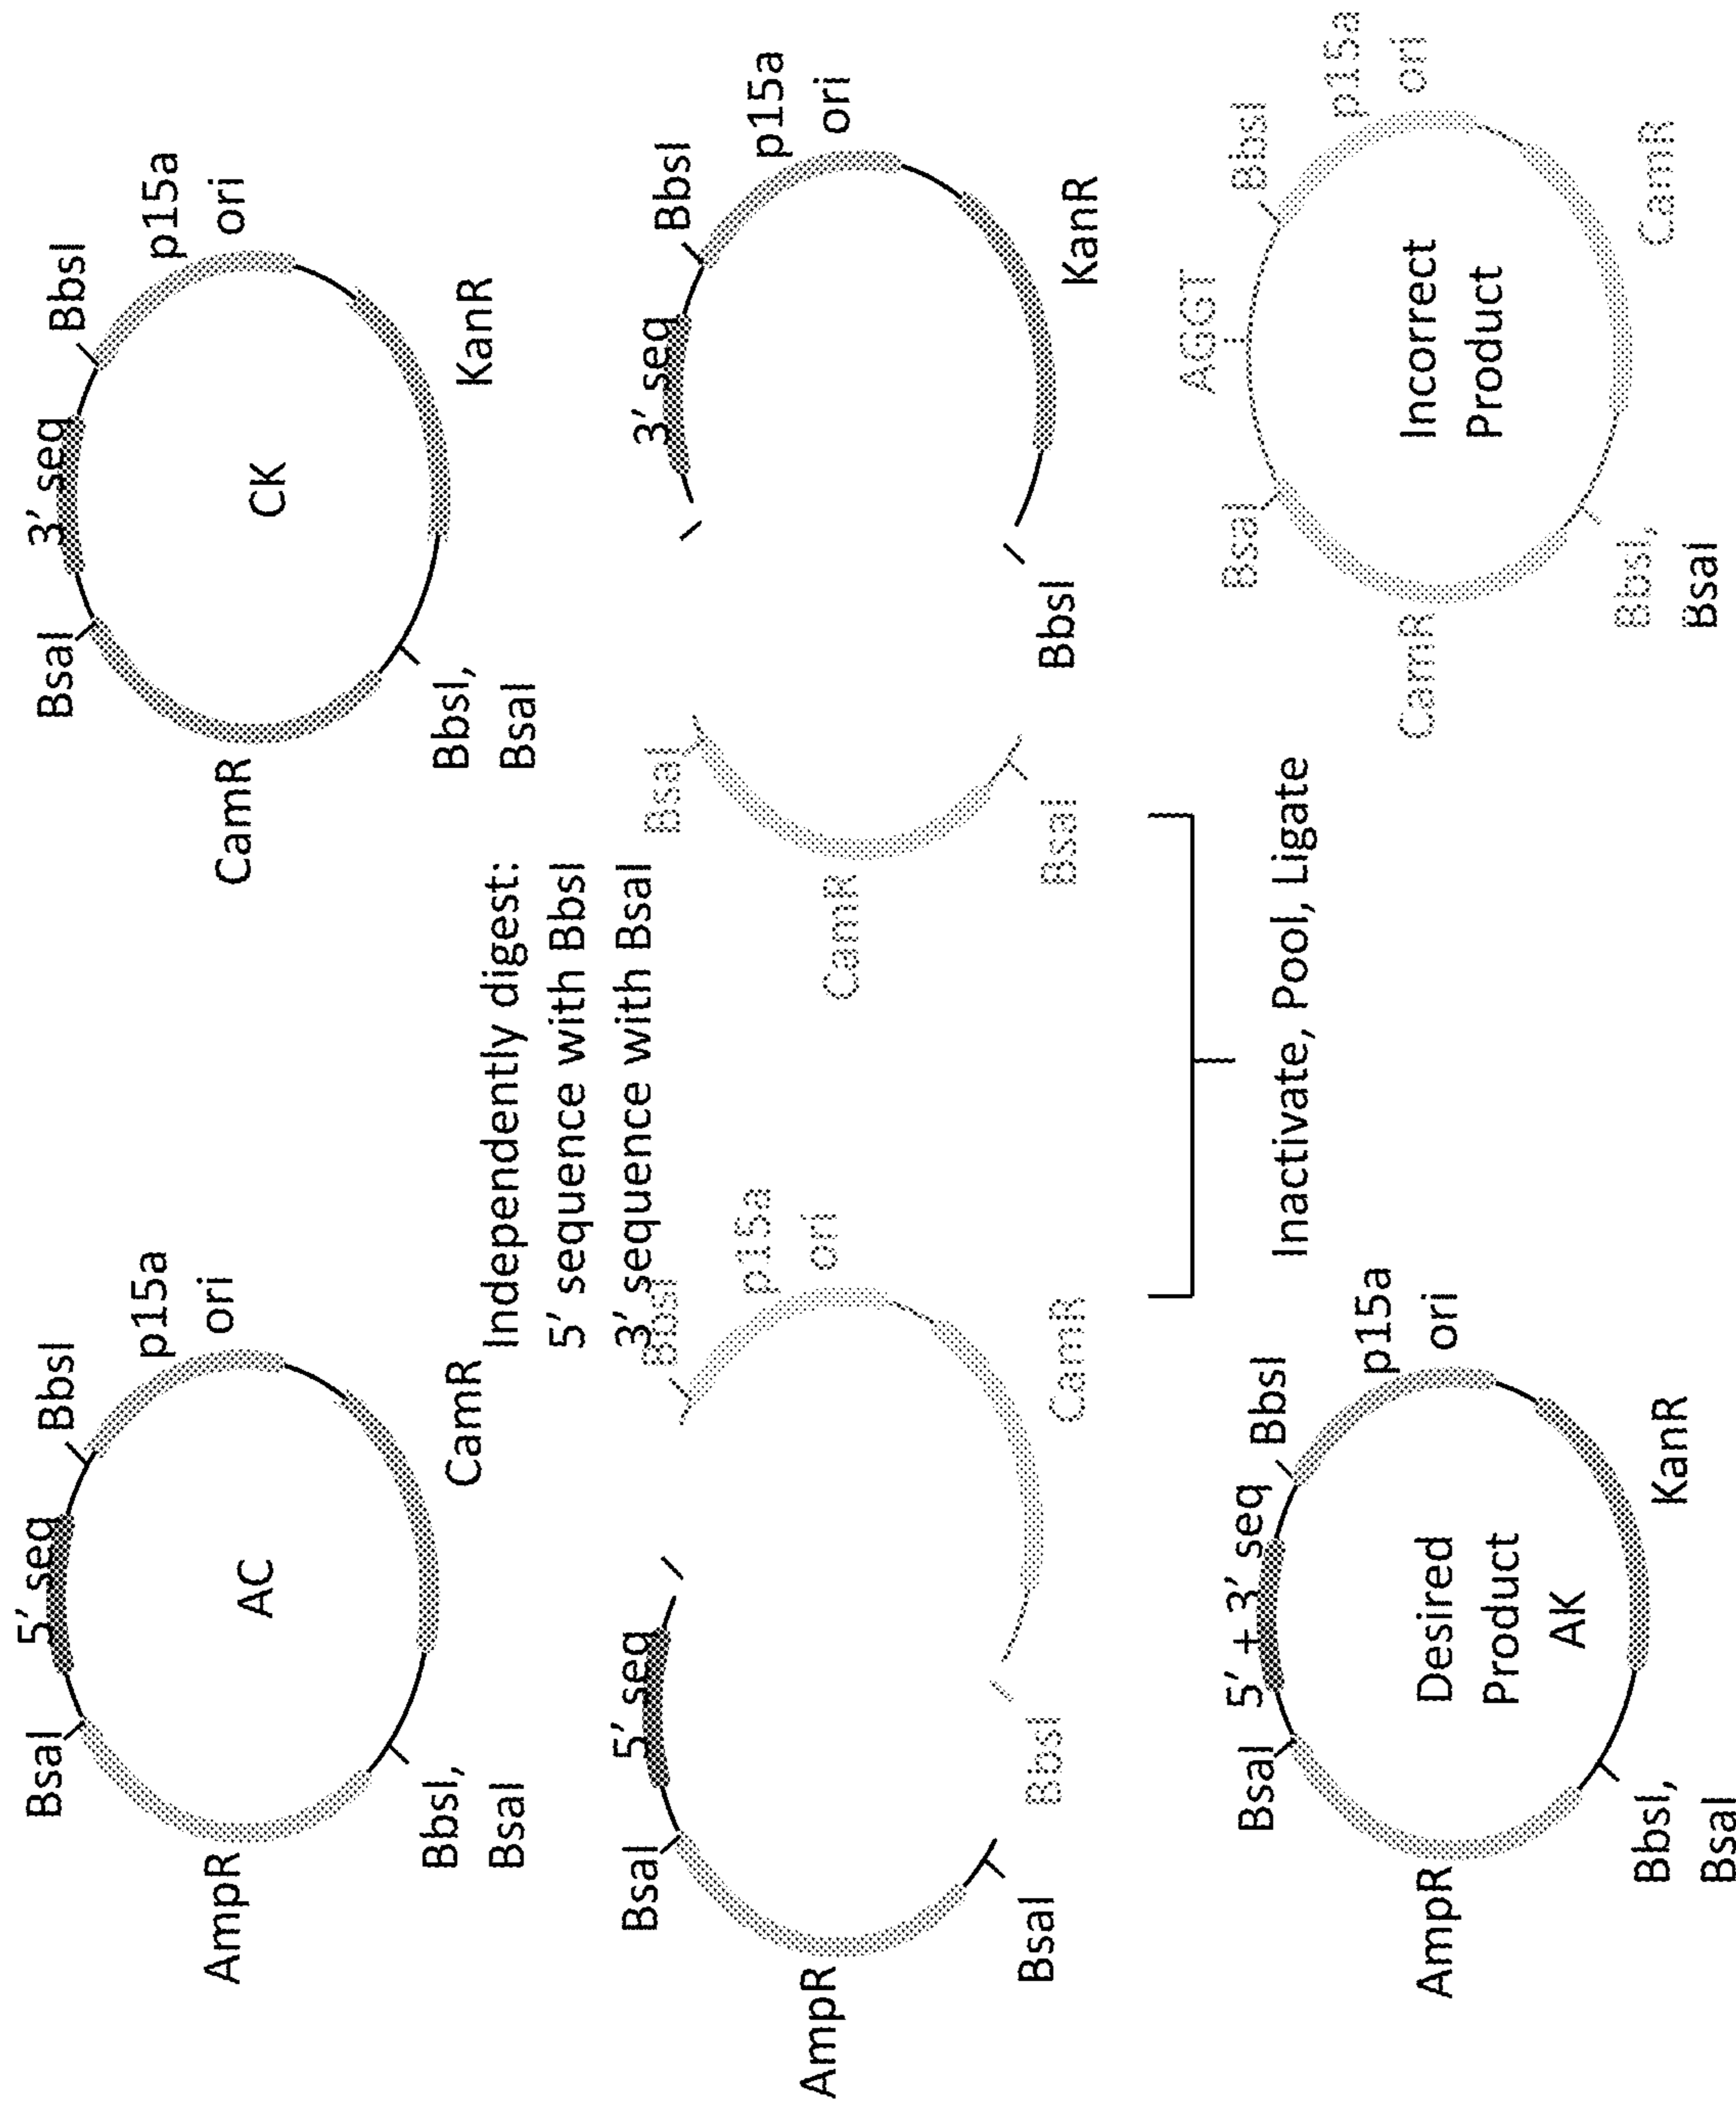 5' seq
BsaI
BbsI
p15a
ori
AmpR
AC
CamR
BbsI,
BsaI
3' seq
BsaI
BbsI
p15a
ori
CamR
CK
KanR
BbsI,
BsaI
Independently digest:
5' sequence with BbsI
3' sequence with BsaI
5' seq
BsaI
AmpR
BsaI
BbsI
p15a
ori
CamR
BbsI
BsaI
CamR
BsaI
3' seq
BbsI
p15a
ori
KanR
BbsI
Inactivate, Pool, Ligate
5' + 3' seq
BsaI
BbsI
p15a
ori
AmpR
Desired
Product
AK
KanR
BbsI,
BsaI
AGGT
BsaI
BbsI
p15a
ori
CamR
Incorrect
Product
CamR
BbsI,
BsaI